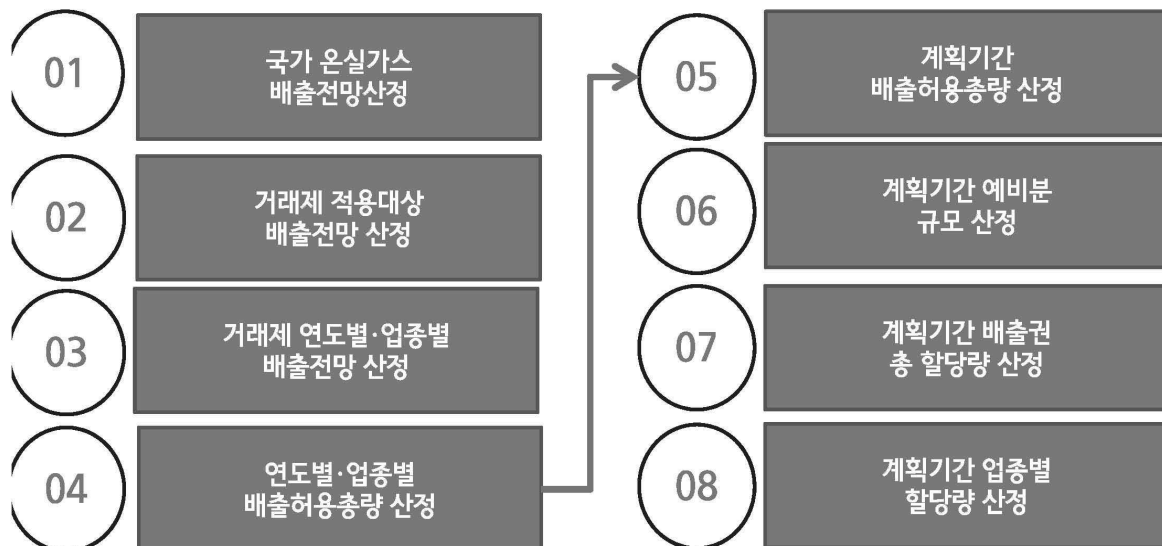 01
국가 온실가스
배출전망산정
02
거래제 적용대상
배출전망 산정
03
거래제 연도별·업종별
배출전망 산정
04
연도별·업종별
배출허용총량 산정
05
계획기간
배출허용총량 산정
06
계획기간 예비분
규모 산정
07
계획기간 배출권
총 할당량 산정
08
계획기간 업종별
할당량 산정